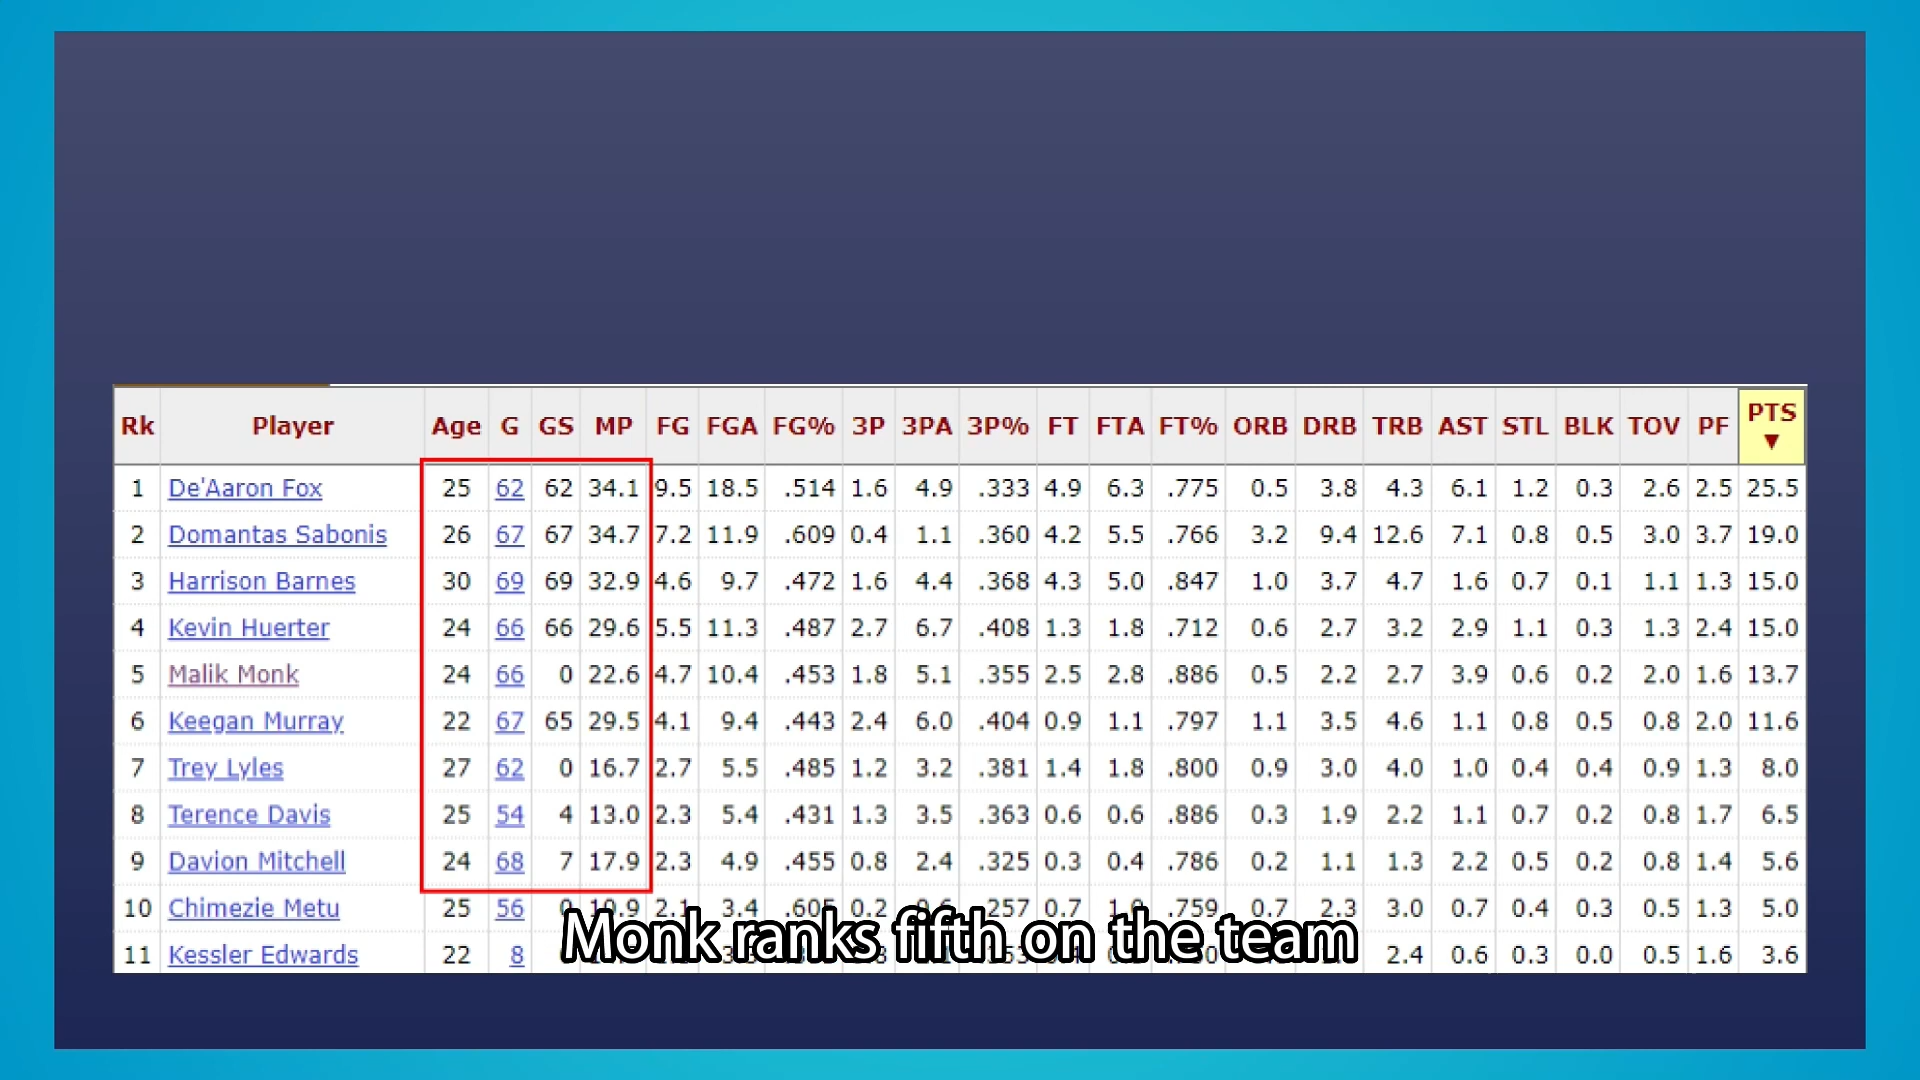 Rk Player Age G GS MP FG FGA FG% 3P 3PA 3P% FT FTA FT% ORB DRB TRB AST STL BLK TOV PF PTS ▼
1 De'Aaron Fox 25 62 62 34.1 9.5 18.5 .514 1.6 4.9 .333 4.9 6.3 .775 0.5 3.8 4.3 6.1 1.2 0.3 2.6 2.5 25.5
2 Domantas Sabonis 26 67 67 34.7 7.2 11.9 .609 0.4 1.1 .360 4.2 5.5 .766 3.2 9.4 12.6 7.1 0.8 0.5 3.0 3.7 19.0
3 Harrison Barnes 30 69 69 32.9 4.6 9.7 .472 1.6 4.4 .368 4.3 5.0 .847 1.0 3.7 4.7 1.6 0.7 0.1 1.1 1.3 15.0
4 Kevin Huerter 24 66 66 29.6 5.5 11.3 .487 2.7 6.7 .408 1.3 1.8 .712 0.6 2.7 3.2 2.9 1.1 0.3 1.3 2.4 15.0
5 Malik Monk 24 66 0 22.6 4.7 10.4 .453 1.8 5.1 .355 2.5 2.8 .886 0.5 2.2 2.7 3.9 0.6 0.2 2.0 1.6 13.7
6 Keegan Murray 22 67 65 29.5 4.1 9.4 .443 2.4 6.0 .404 0.9 1.1 .797 1.1 3.5 4.6 1.1 0.8 0.5 0.8 2.0 11.6
7 Trey Lyles 27 62 0 16.7 2.7 5.5 .485 1.2 3.2 .381 1.4 1.8 .800 0.9 3.0 4.0 1.0 0.4 0.4 0.9 1.3 8.0
8 Terence Davis 25 54 4 13.0 2.3 5.4 .431 1.3 3.5 .363 0.6 0.6 .886 0.3 1.9 2.2 1.1 0.7 0.2 0.8 1.7 6.5
9 Davion Mitchell 24 68 7 17.9 2.3 4.9 .455 0.8 2.4 .325 0.3 0.4 .786 0.2 1.1 1.3 2.2 0.5 0.2 0.8 1.4 5.6
10 Chimezie Metu 25 56 3.4 0.2 .257 0.7 .759 0.7 2.3 3.0 0.7 0.4 0.3 0.5 1.3 5.0
11 Kessler Edwards 22 8 2.4 0.6 0.3 0.0 0.5 1.6 3.6
Monk ranks fifth on the team